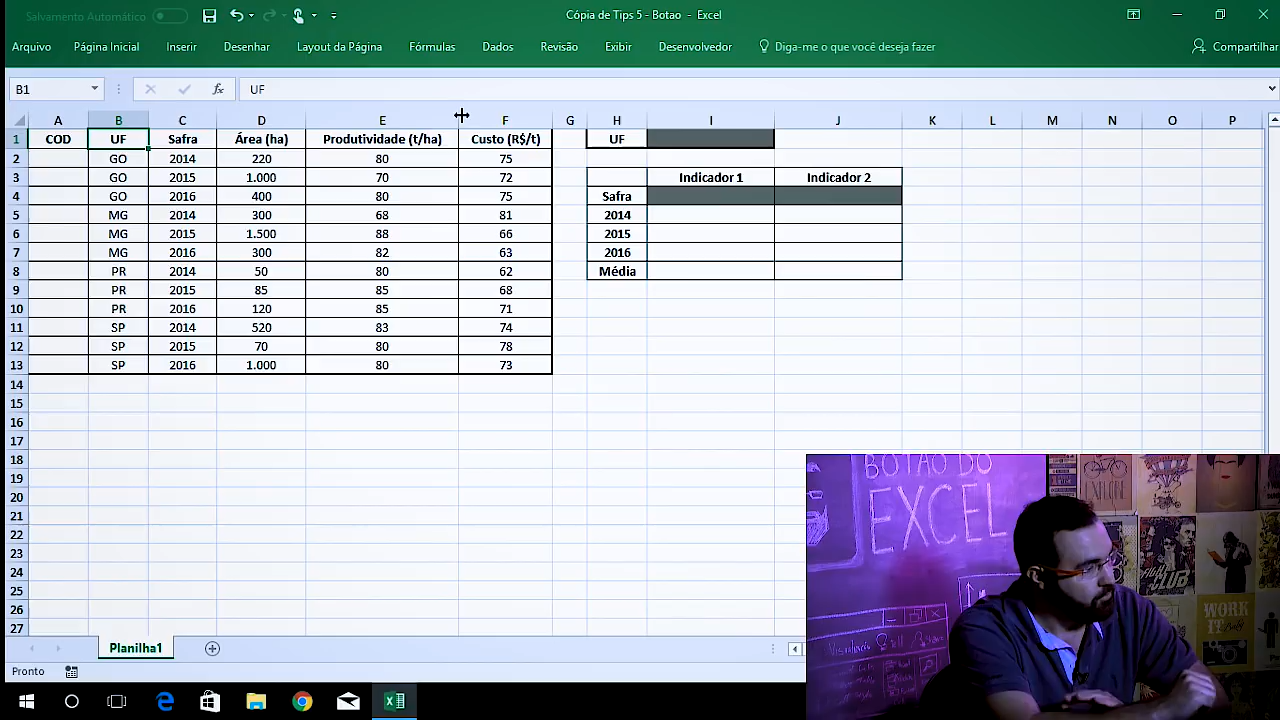 Salvamento Automático
Cópia de Tips 5 - Botao - Excel
Arquivo Página Inicial Inserir Desenhar Layout da Página Fórmulas Dados Revisão Exibir Desenvolvedor Diga-me o que você deseja fazer Compartilhar
B1 fx UF
A B C D E F G H I J K L M N O P
1 COD UF Safra Área (ha) Produtividade (t/ha) Custo (R$/t) UF
2 GO 2014 220 80 75
3 GO 2015 1.000 70 72 Indicador 1 Indicador 2
4 GO 2016 400 80 75 Safra
5 MG 2014 300 68 81 2014
6 MG 2015 1.500 88 66 2015
7 MG 2016 300 82 63 2016
8 PR 2014 50 80 62 Média
9 PR 2015 85 85 68
10 PR 2016 120 85 71
11 SP 2014 520 83 74
12 SP 2015 70 80 78
13 SP 2016 1.000 80 73
14
15
16
17
18
19
20
21
22
23
24
25
26
27
BOTAO DO
EXCEL
EXPLORE
CLUB
WORK
IT
Planilha1
Pronto